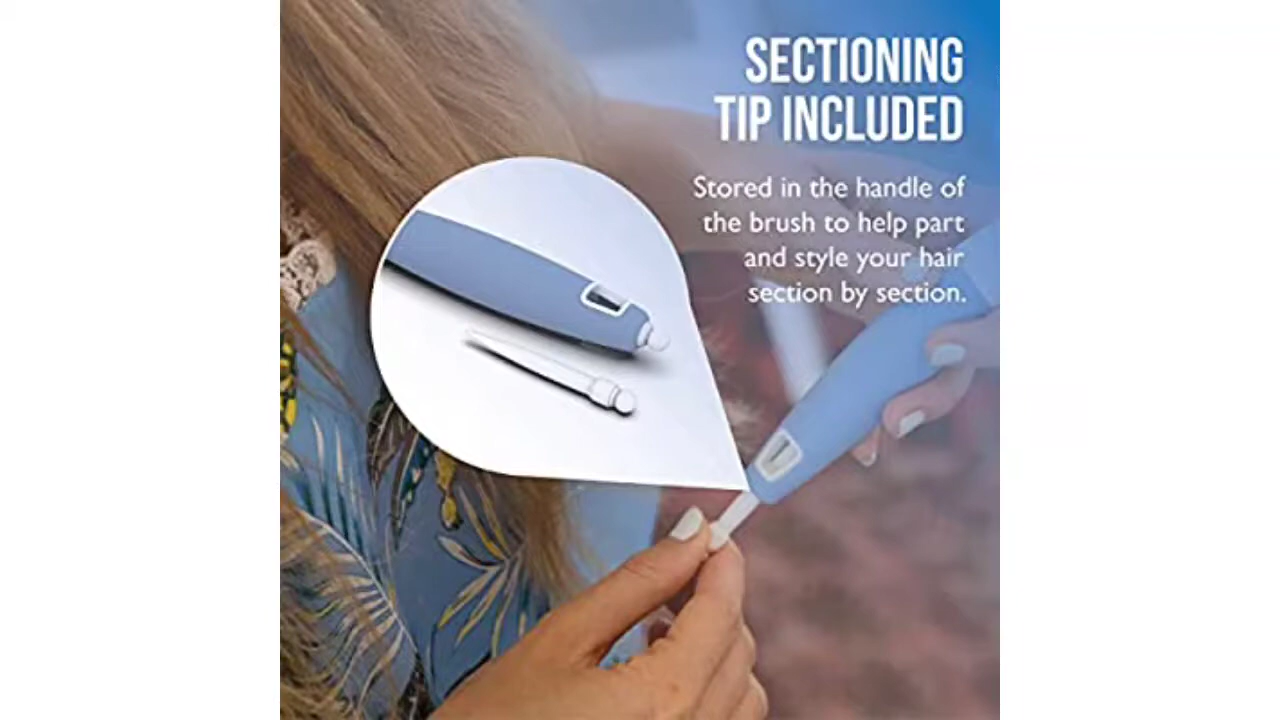 SECTIONING
TIP INCLUDED
Stored in the handle of
the brush to help part
and style your hair
section by section.